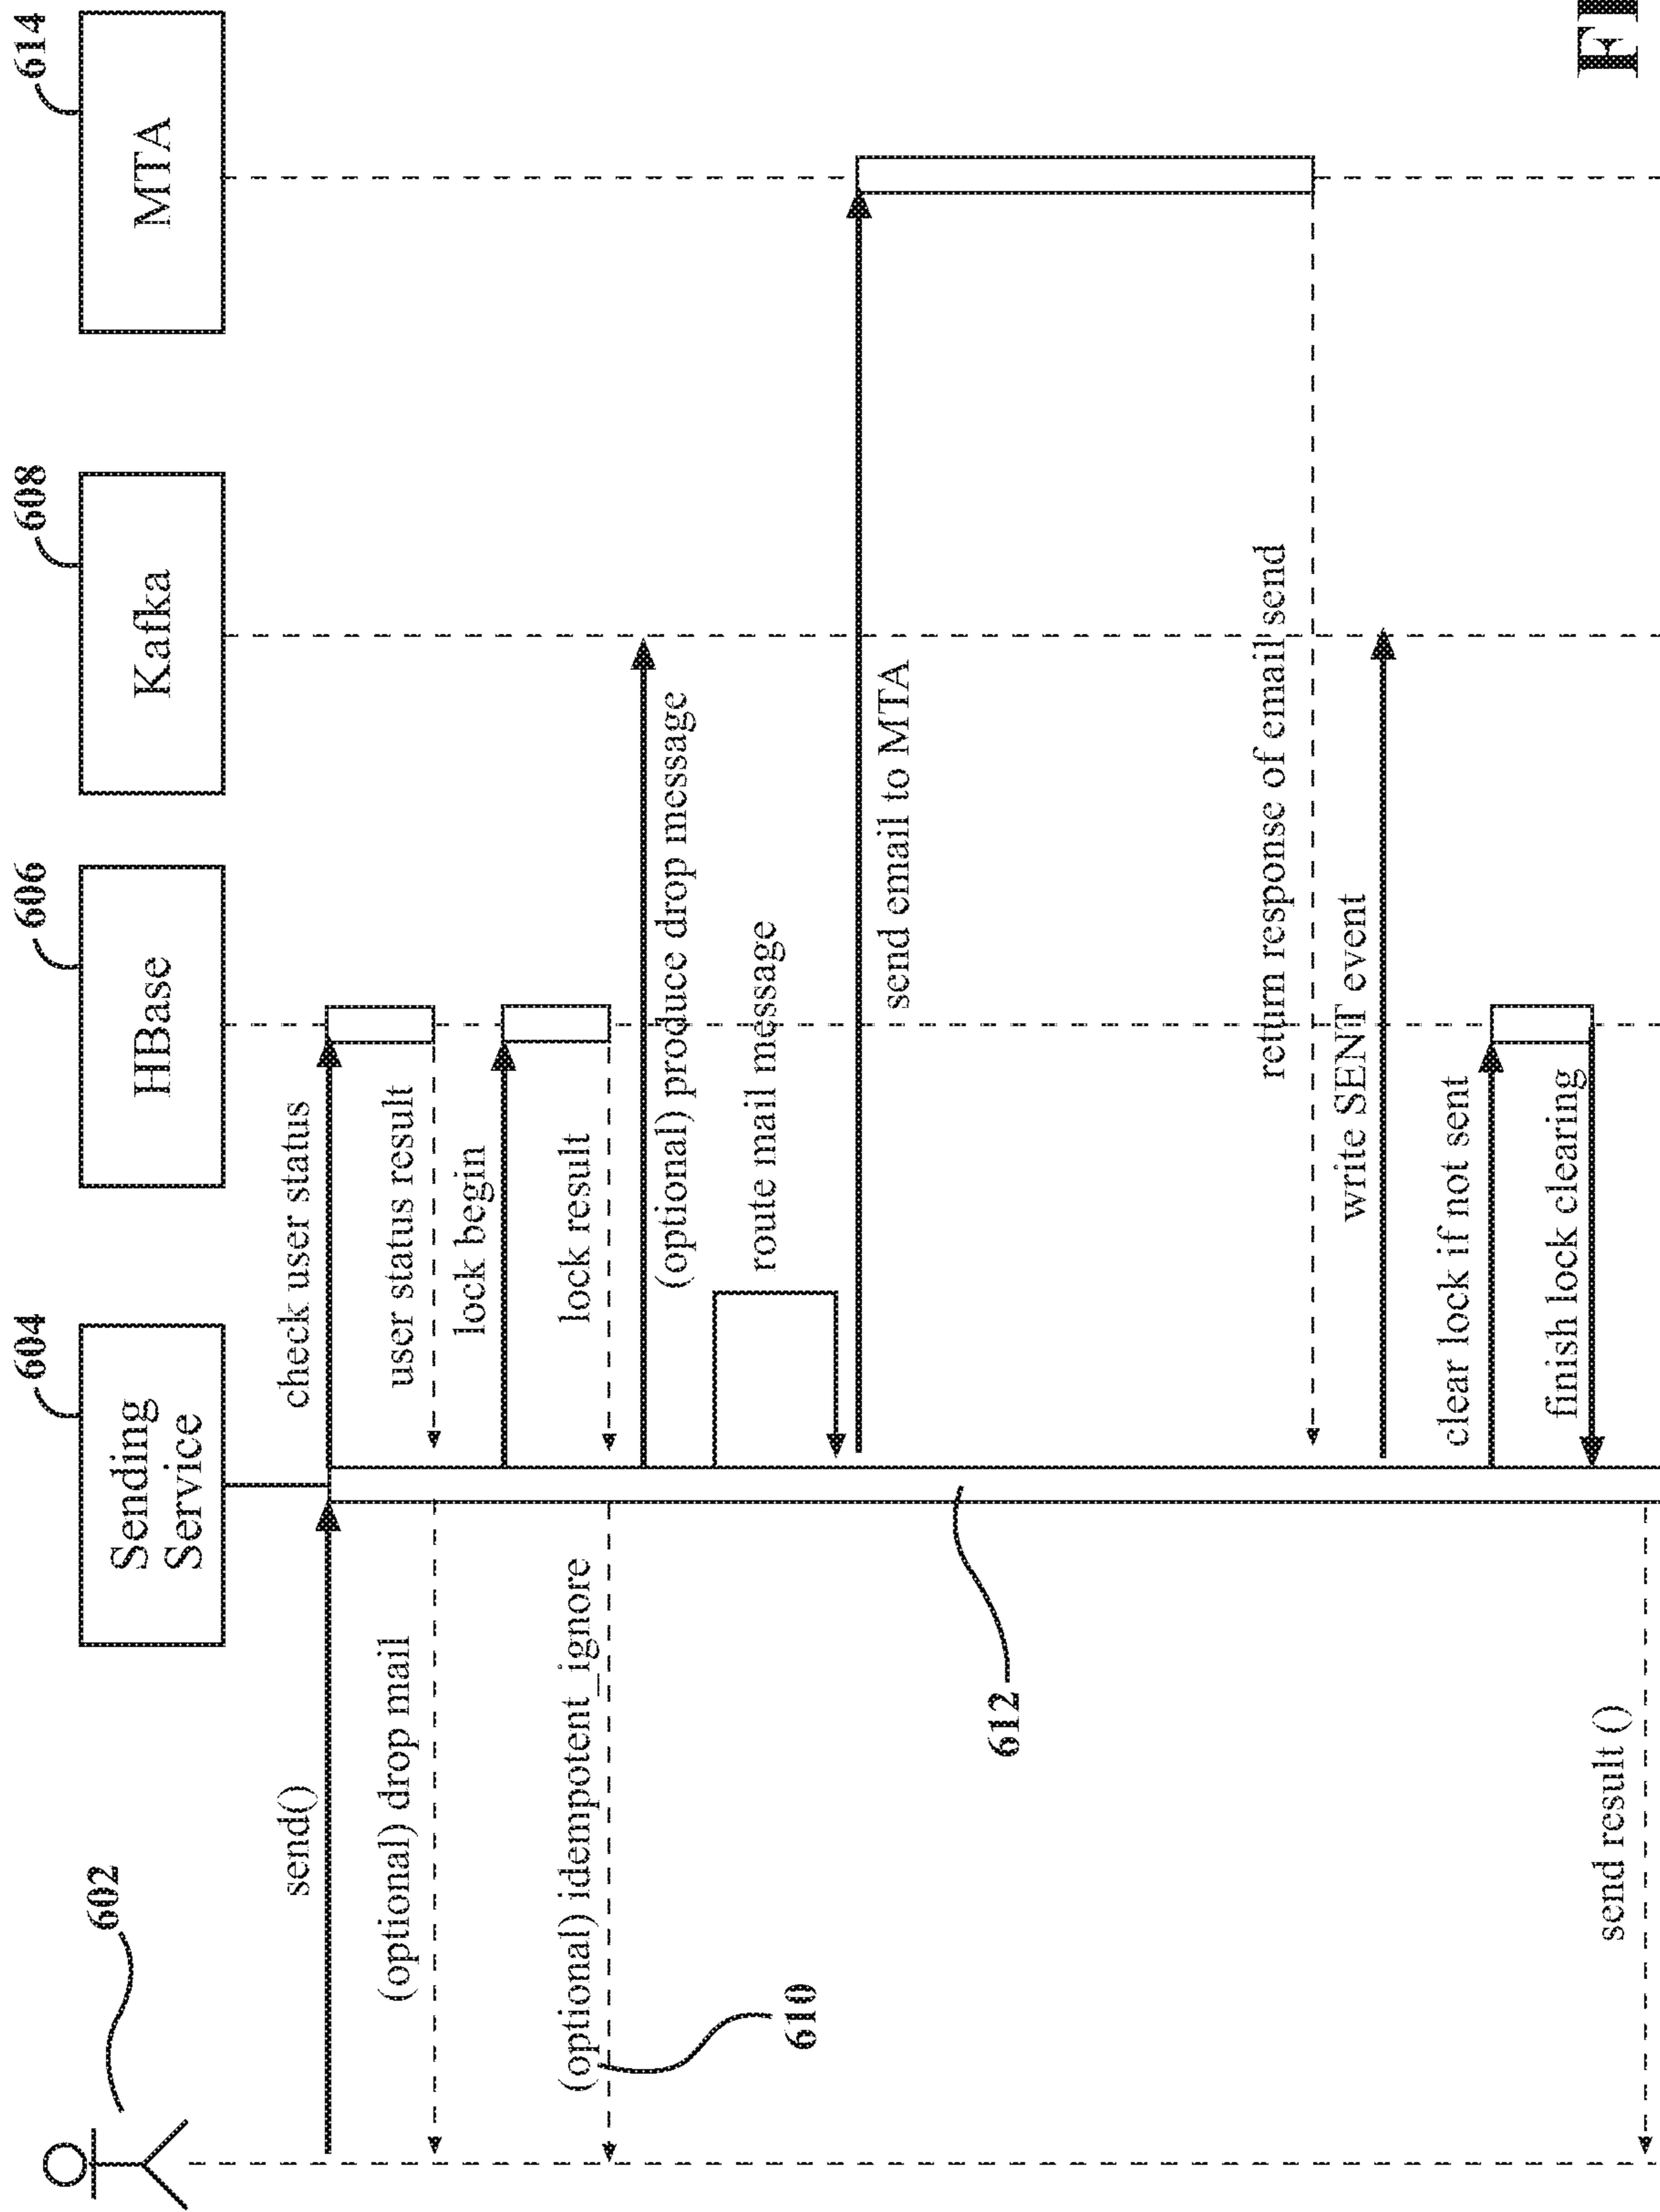 602
604
606
608
614
Sending
Service
HBase
Kafka
MTA
send()
check user status
(optional) drop mail
user status result
lock begin
(optional) idempotent_ignore
lock result
610
(optional) produce drop message
route mail message
send email to MTA
612
return response of email send
write SENT event
clear lock if not sent
finish lock clearing
send result ()